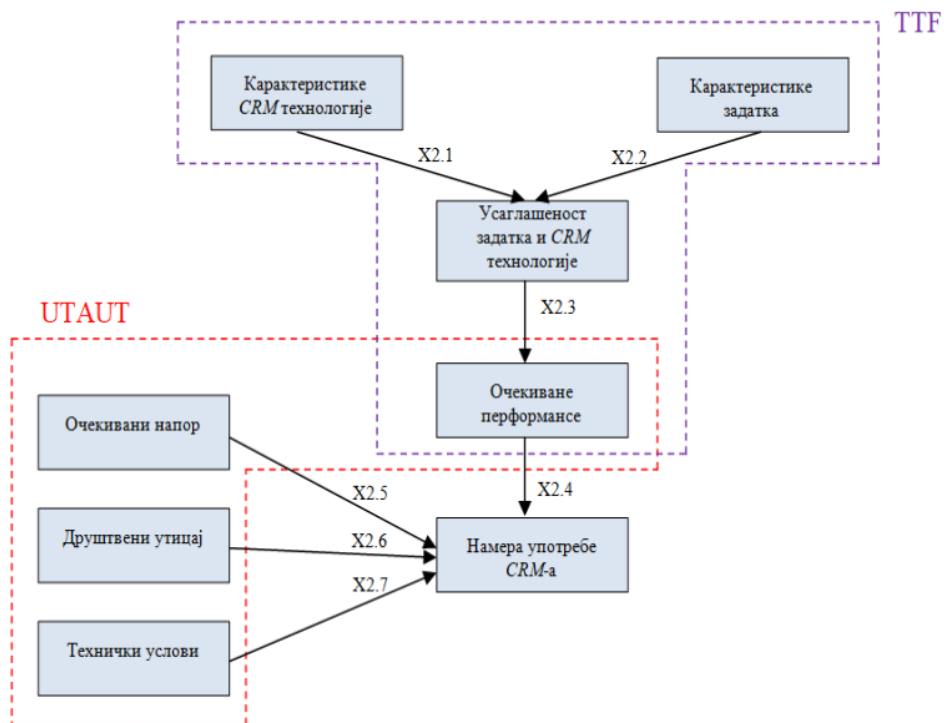 TTF
Карактеристике
CRM технологије
Карактеристике
задатка
X2.1
X2.2
Усаглашеност
задатка и CRM
технологије
X2.3
UTAUT
Очекиване
перформансе
Очекивани напор
X2.4
X2.5
Друштвени утицај
X2.6
Намера употребе
CRM-а
X2.7
Технички услови